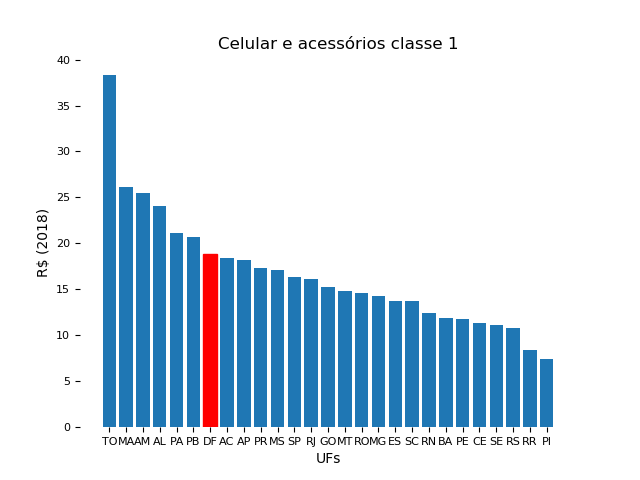 Celular e acessórios classe 1
40
35
30
25
20
15
10
5
0
R$ (2018)
TO MA AM AL PA PB DF AC AP PR MS SP RJ GO MT RO MG ES SC RN BA PE CE SE RS RR PI
UFs